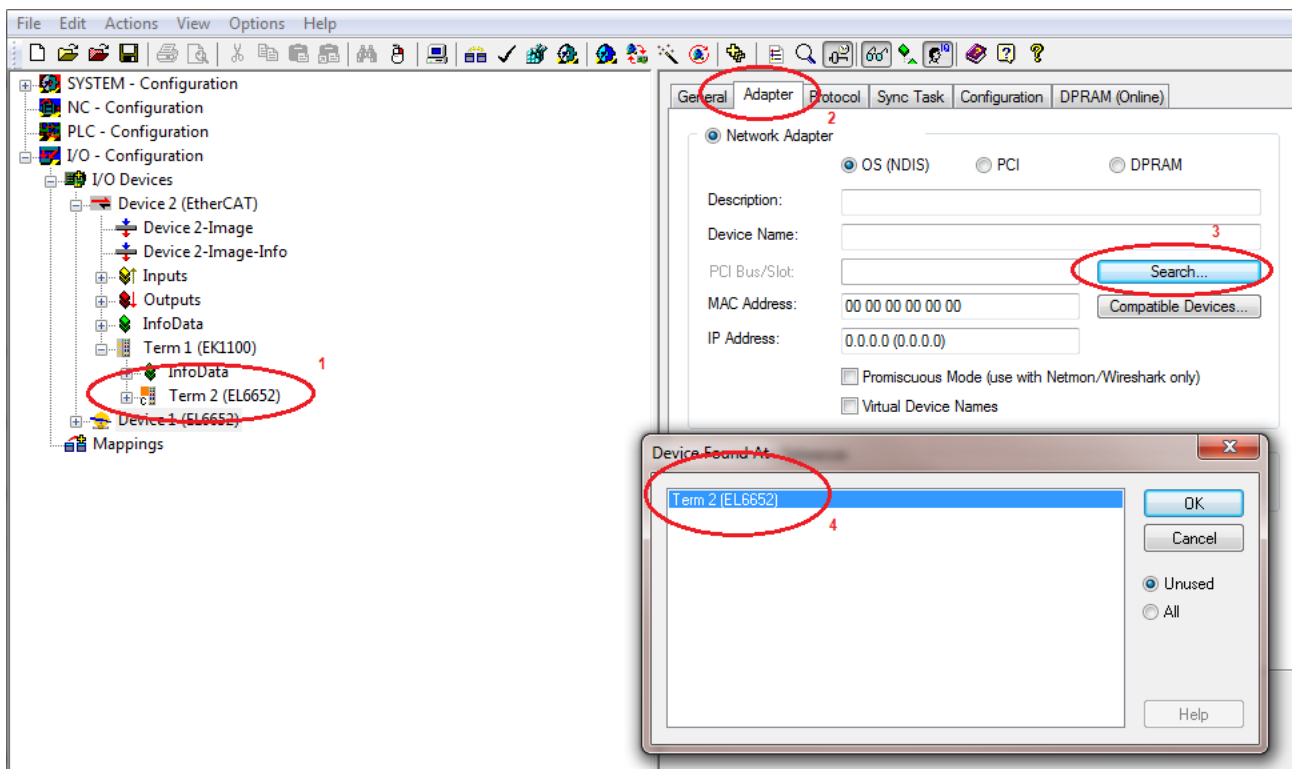 File Edit Actions View Options Help
SYSTEM - Configuration
NC - Configuration
PLC - Configuration
I/O - Configuration
I/O Devices
Device 2 (EtherCAT)
Device 2-Image
Device 2-Image-Info
Inputs
Outputs
InfoData
Term 1 (EK1100)
1
InfoData
Term 2 (EL6652)
Device 1 (EL6652)
Mappings
General Adapter Protocol Sync Task Configuration DPRAM (Online)
2
Network Adapter
OS (NDIS) PCI DPRAM
Description:
Device Name:
3
PCI Bus/Slot: Search...
MAC Address: 00 00 00 00 00 00 Compatible Devices...
IP Address: 0.0.0.0 (0.0.0.0)
Promiscuous Mode (use with Netmon/Wireshark only)
Virtual Device Names
Device Found At
Term 2 (EL6652)
4
OK
Cancel
Unused
All
Help